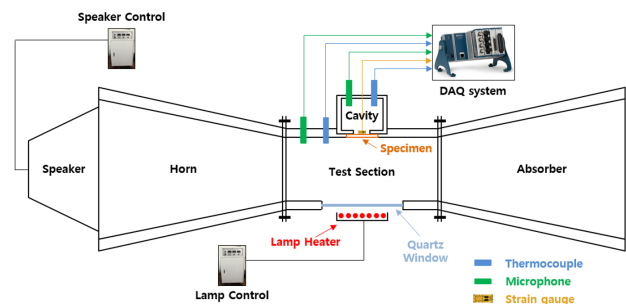 Speaker Control
DAQ system
Cavity
Specimen
Speaker
Horn
Test Section
Absorber
Lamp Heater
Quartz
Window
Lamp Control
Thermocouple
Microphone
Strain gauge